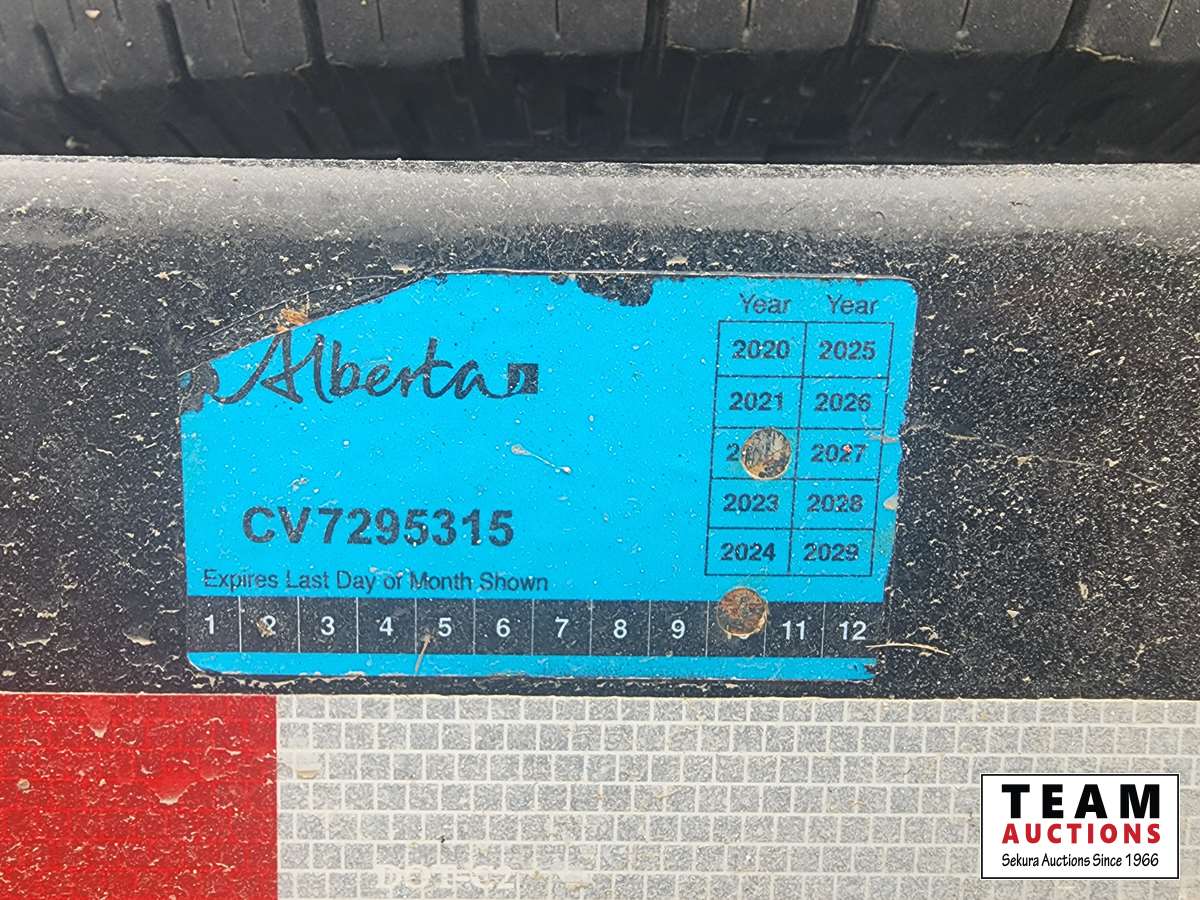 Alberta
Year Year
2020 2025
2021 2026
2027
2023 2028
2024 2029
CV7295315
Expires Last Day of Month Shown
1 2 3 4 5 6 7 8 9 11 12
TEAM
AUCTIONS
Sekura Auctions Since 1966